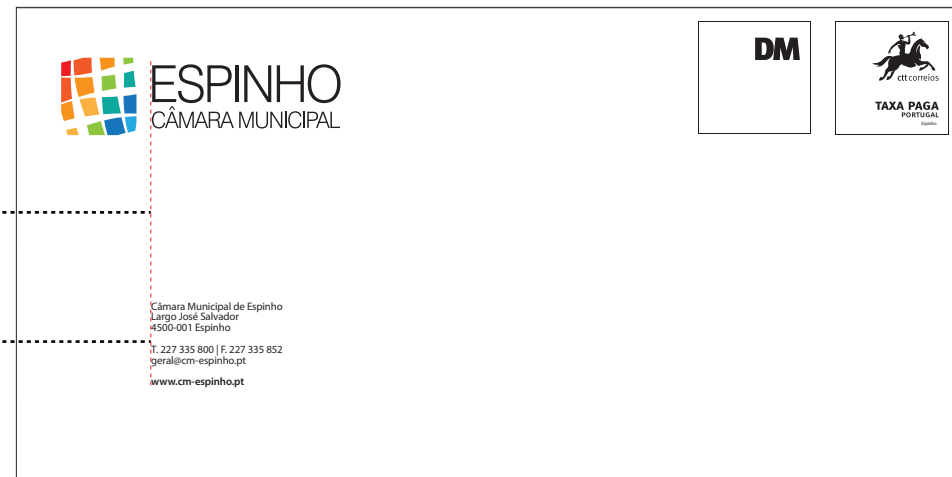 ESPINHO
CÂMARA MUNICIPAL
DM
ctt correios
TAXA PAGA
PORTUGAL
Espinho
Câmara Municipal de Espinho
Largo José Salvador
4500-001 Espinho
T. 227 335 800 | F. 227 335 852
geral@cm-espinho.pt
www.cm-espinho.pt